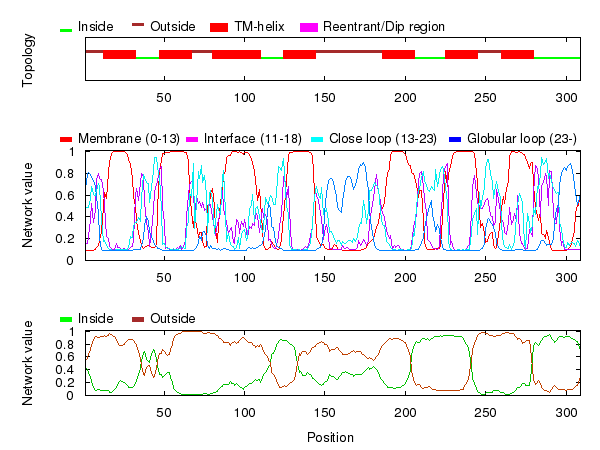 Inside Outside TM-helix Reentrant/Dip region
Topology
50 100 150 200 250 300
Membrane (0-13) Interface (11-18) Close loop (13-23) Globular loop (23-)
1
0.8
0.6
0.4
0.2
0
Network value
50 100 150 200 250 300
Inside Outside
1
0.8
0.6
0.4
0.2
0
Network value
50 100 150 200 250 300
Position